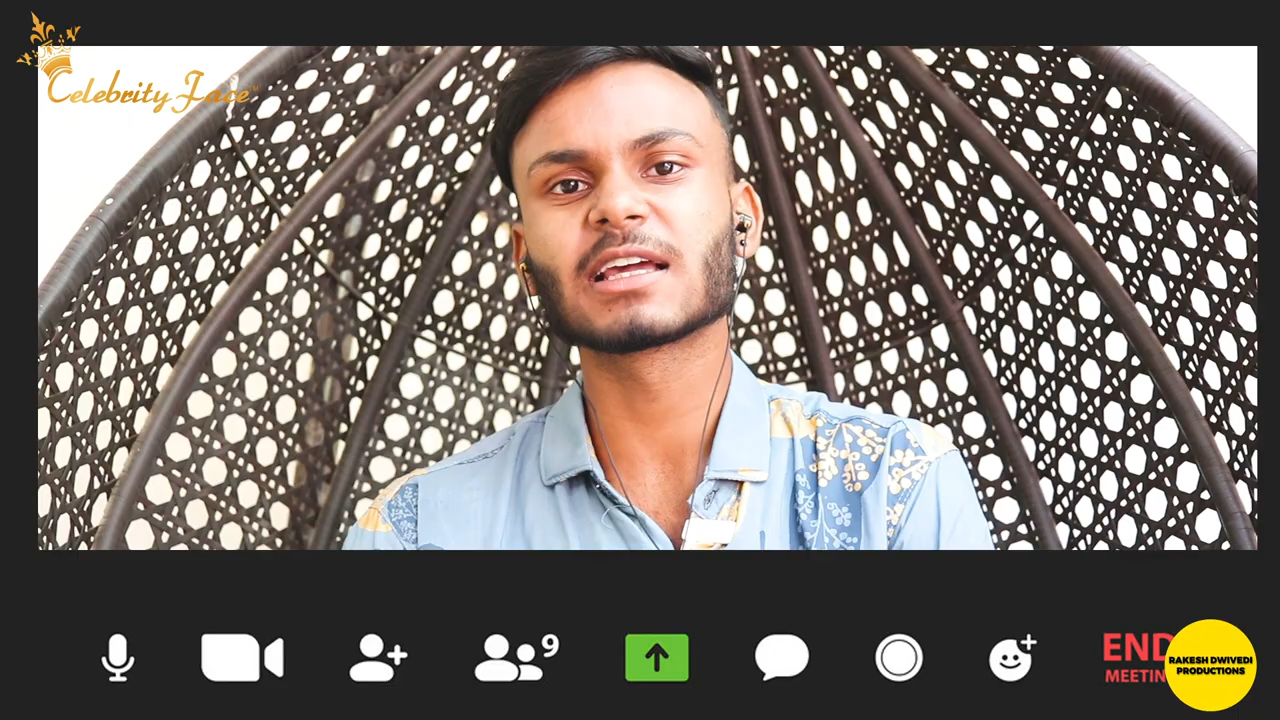 Celebrity Face
9
END
MEETIN
RAKESH DWIVEDI
PRODUCTIONS